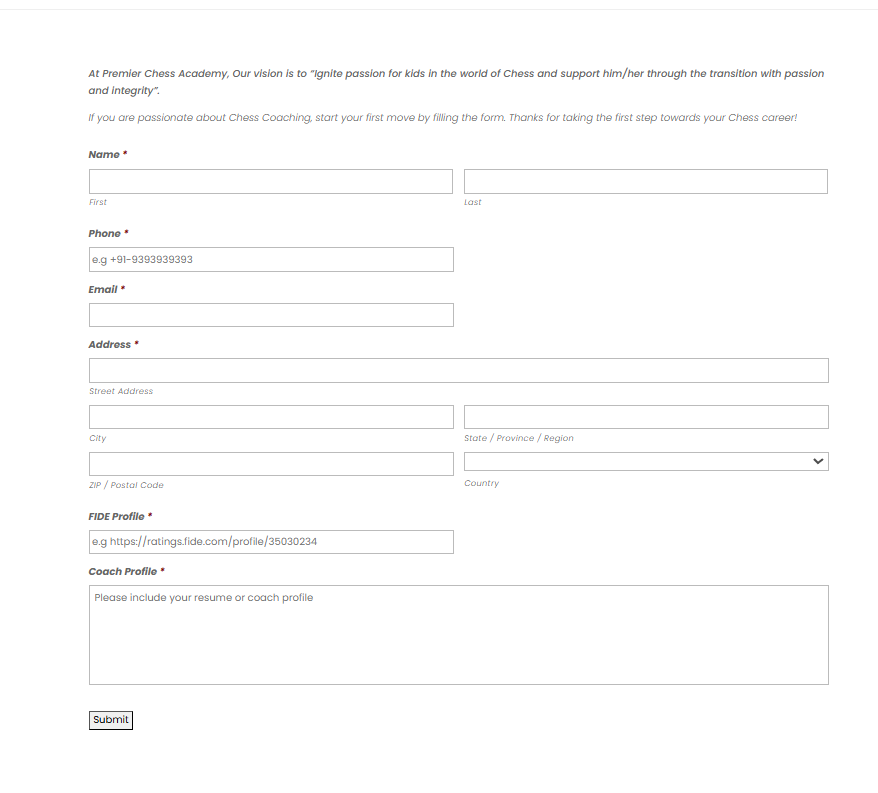 At Premier Chess Academy, Our vision is to “Ignite passion for kids in the world of Chess and support him/her through the transition with passion
and integrity”.
If you are passionate about Chess Coaching, start your first move by filling the form. Thanks for taking the first step towards your Chess career!
Name *
First Last
Phone *
e.g +91-9393939393
Email *
Address *
Street Address
City State / Province / Region
ZIP / Postal Code Country
FIDE Profile *
e.g https://ratings.fide.com/profile/35030234
Coach Profile *
Please include your resume or coach profile
Submit